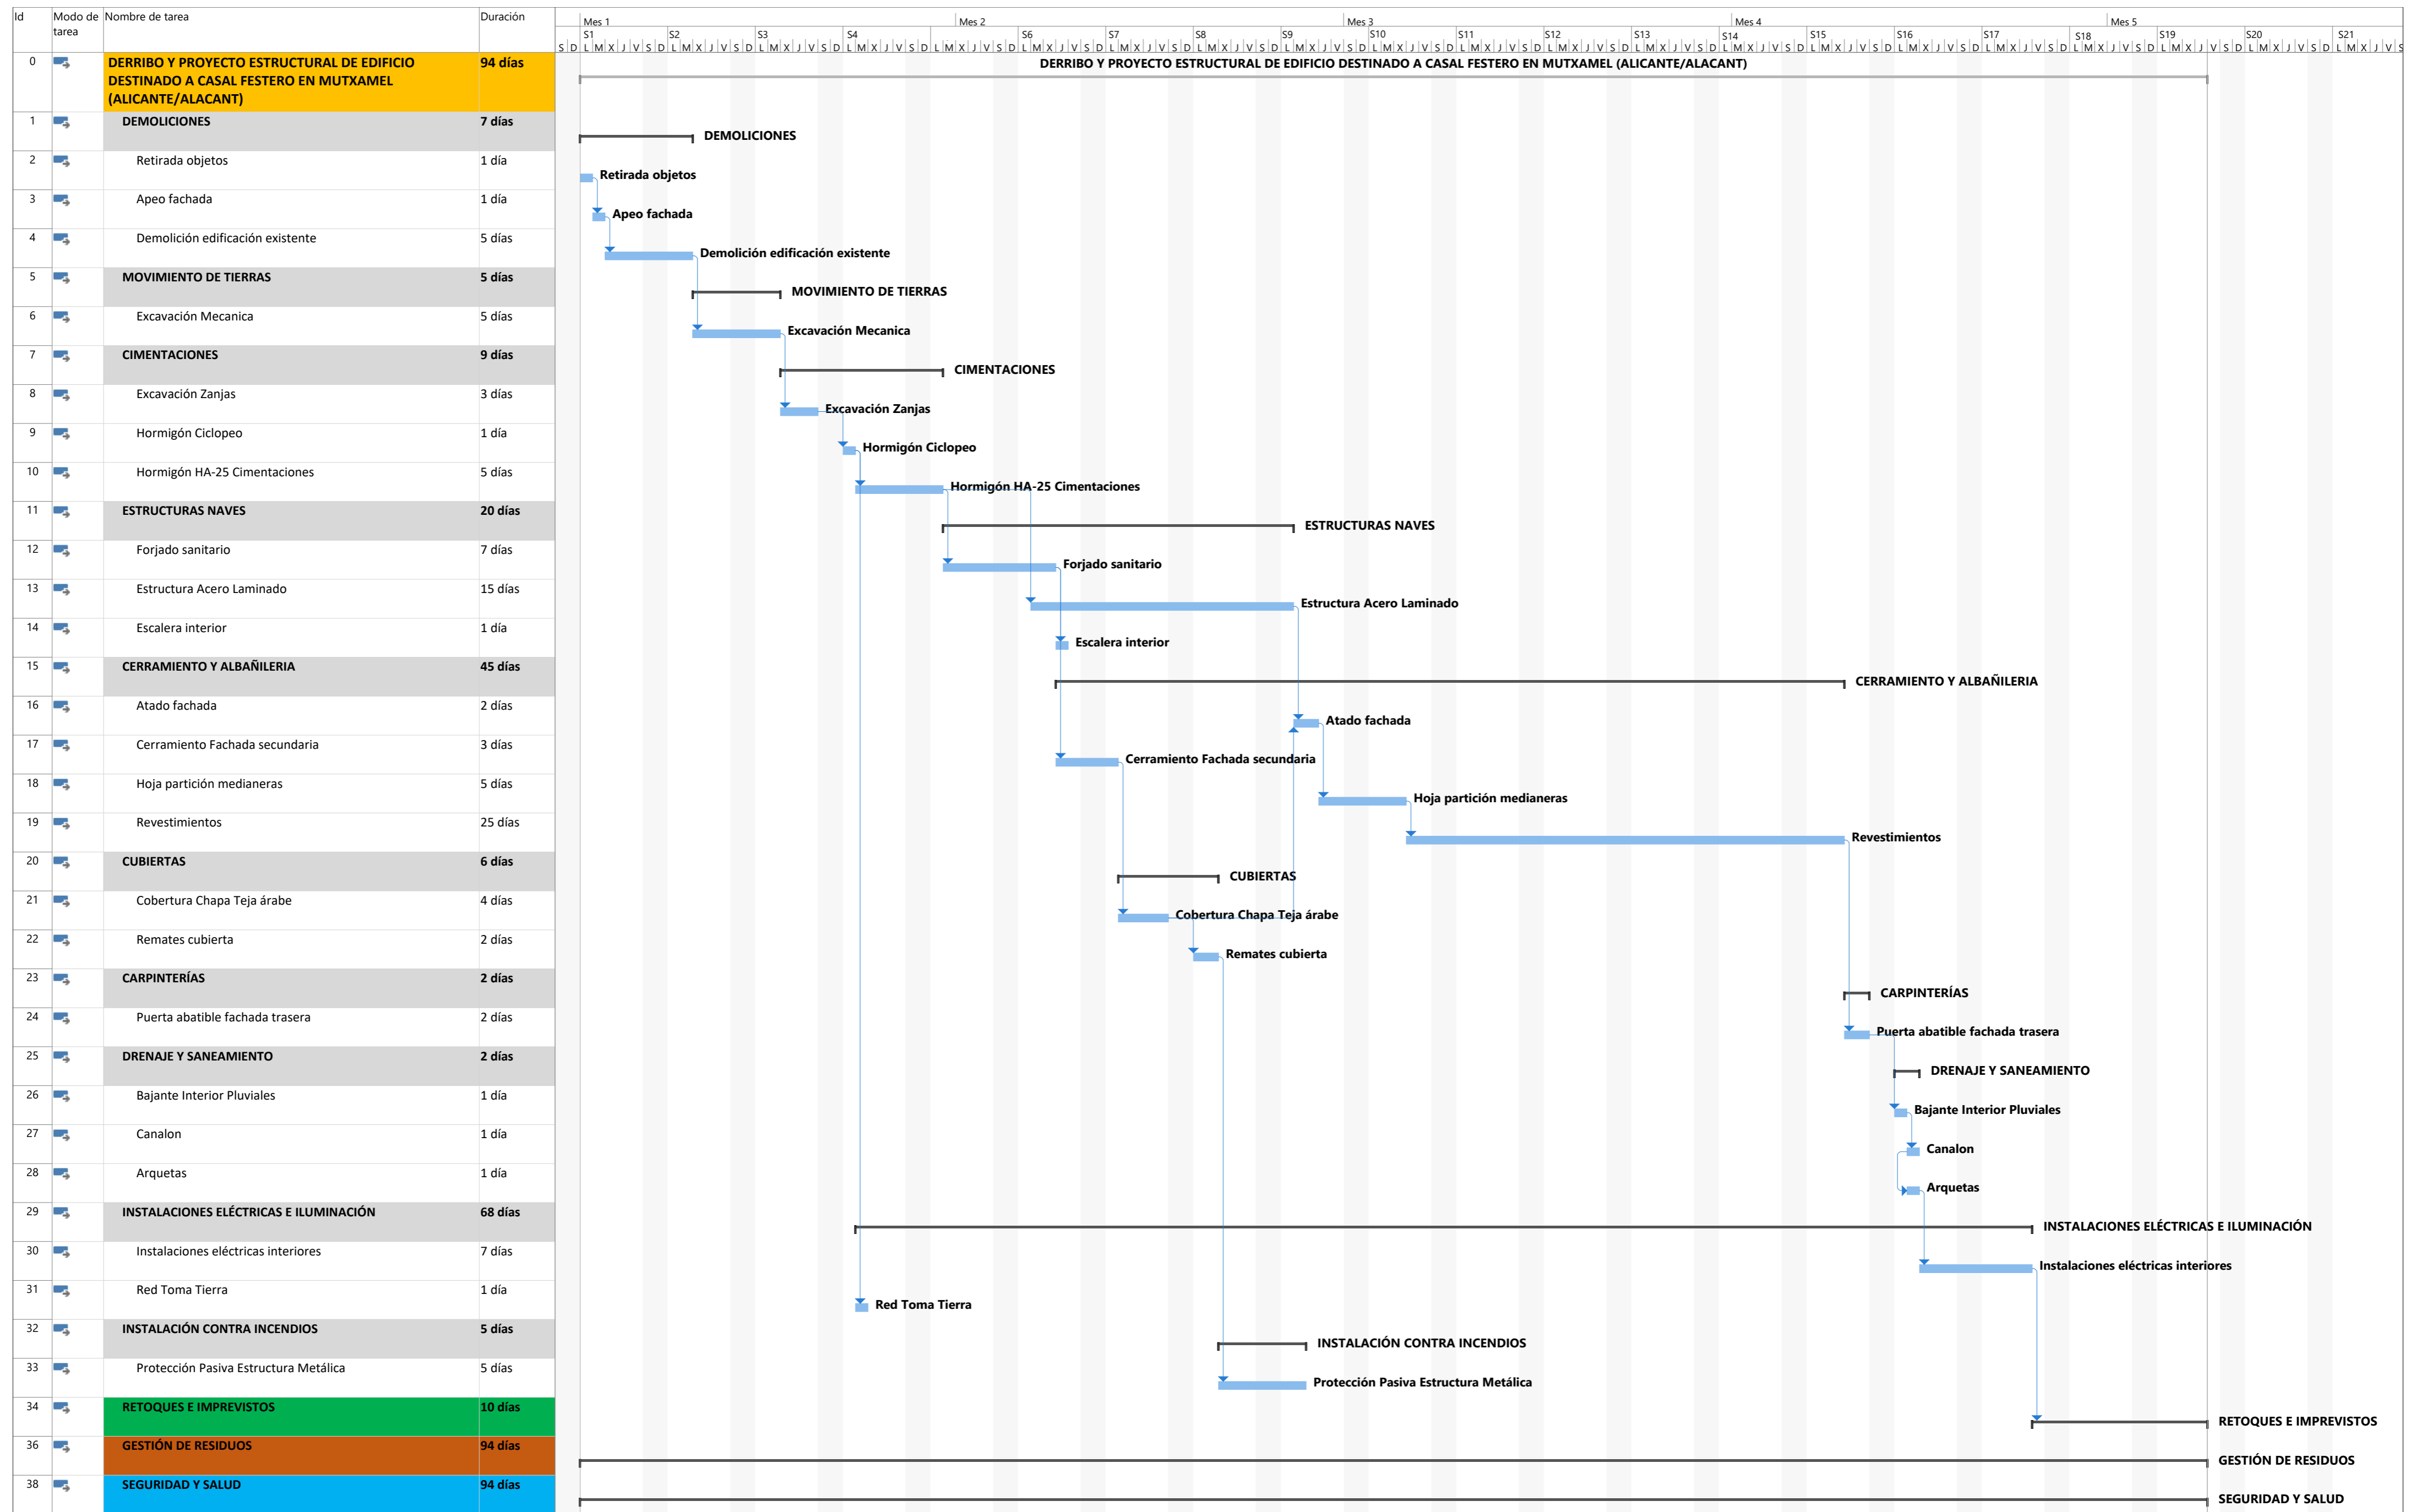 Id Modo de tarea Nombre de tarea Duración
Mes 1 Mes 2 Mes 3 Mes 4 Mes 5
S1 S2 S3 S4 S6 S7 S8 S9 S10 S11 S12 S13 S14 S15 S16 S17 S18 S19 S20 S21
S D L M X J V S D L M X J V S D L M X J V S D L M X J V S D L M X J V S D L M X J V S D L M X J V S D L M X J V S D L M X J V S D L M X J V S D L M X J V S D L M X J V S D L M X J V S D L M X J V S D L M X J V S D L M X J V S D L M X J V S D L M X J V S D L M X J V S D L M X J V S D L M X J V S
0 DERRIBO Y PROYECTO ESTRUCTURAL DE EDIFICIO 94 días
DESTINADO A CASAL FESTERO EN MUTXAMEL
(ALICANTE/ALACANT)
DERRIBO Y PROYECTO ESTRUCTURAL DE EDIFICIO DESTINADO A CASAL FESTERO EN MUTXAMEL (ALICANTE/ALACANT)
1 DEMOLICIONES 7 días
DEMOLICIONES
2 Retirada objetos 1 día
Retirada objetos
3 Apeo fachada 1 día
Apeo fachada
4 Demolición edificación existente 5 días
Demolición edificación existente
5 MOVIMIENTO DE TIERRAS 5 días
MOVIMIENTO DE TIERRAS
6 Excavación Mecanica 5 días
Excavación Mecanica
7 CIMENTACIONES 9 días
CIMENTACIONES
8 Excavación Zanjas 3 días
Excavación Zanjas
9 Hormigón Ciclopeo 1 día
Hormigón Ciclopeo
10 Hormigón HA-25 Cimentaciones 5 días
Hormigón HA-25 Cimentaciones
11 ESTRUCTURAS NAVES 20 días
ESTRUCTURAS NAVES
12 Forjado sanitario 7 días
Forjado sanitario
13 Estructura Acero Laminado 15 días
Estructura Acero Laminado
14 Escalera interior 1 día
Escalera interior
15 CERRAMIENTO Y ALBAÑILERIA 45 días
CERRAMIENTO Y ALBAÑILERIA
16 Atado fachada 2 días
Atado fachada
17 Cerramiento Fachada secundaria 3 días
Cerramiento Fachada secundaria
18 Hoja partición medianeras 5 días
Hoja partición medianeras
19 Revestimientos 25 días
Revestimientos
20 CUBIERTAS 6 días
CUBIERTAS
21 Cobertura Chapa Teja árabe 4 días
Cobertura Chapa Teja árabe
22 Remates cubierta 2 días
Remates cubierta
23 CARPINTERÍAS 2 días
CARPINTERÍAS
24 Puerta abatible fachada trasera 2 días
Puerta abatible fachada trasera
25 DRENAJE Y SANEAMIENTO 2 días
DRENAJE Y SANEAMIENTO
26 Bajante Interior Pluviales 1 día
Bajante Interior Pluviales
27 Canalon 1 día
Canalon
28 Arquetas 1 día
Arquetas
29 INSTALACIONES ELÉCTRICAS E ILUMINACIÓN 68 días
INSTALACIONES ELÉCTRICAS E ILUMINACIÓN
30 Instalaciones eléctricas interiores 7 días
Instalaciones eléctricas interiores
31 Red Toma Tierra 1 día
Red Toma Tierra
32 INSTALACIÓN CONTRA INCENDIOS 5 días
INSTALACIÓN CONTRA INCENDIOS
33 Protección Pasiva Estructura Metálica 5 días
Protección Pasiva Estructura Metálica
34 RETOQUES E IMPREVISTOS 10 días
RETOQUES E IMPREVISTOS
36 GESTIÓN DE RESIDUOS 94 días
GESTIÓN DE RESIDUOS
38 SEGURIDAD Y SALUD 94 días
SEGURIDAD Y SALUD